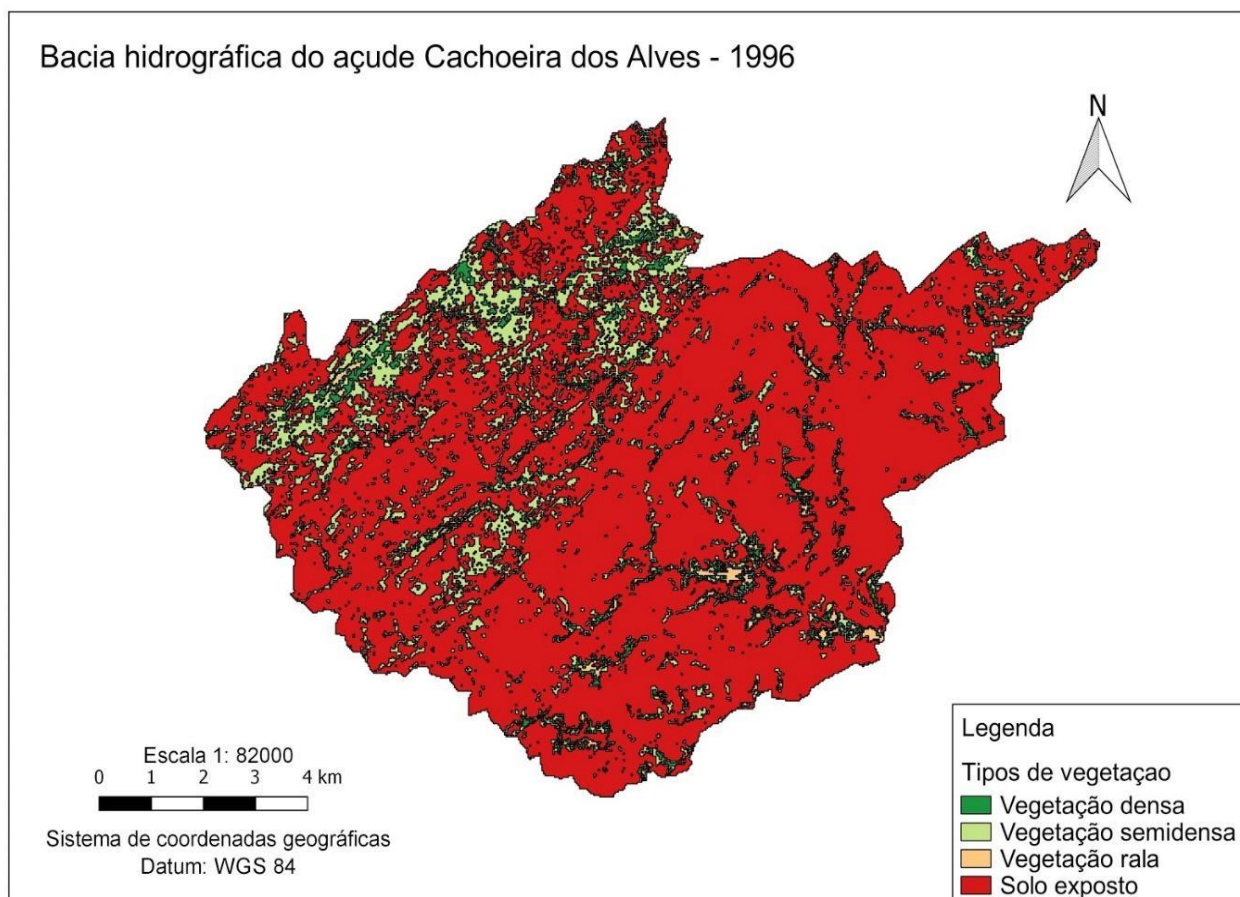 Bacia hidrográfica do açude Cachoeira dos Alves - 1996
N
Escala 1: 82000
0 1 2 3 4 km
Sistema de coordenadas geográficas
Datum: WGS 84
Legenda
Tipos de vegetaçao
Vegetação densa
Vegetação semidensa
Vegetação rala
Solo exposto